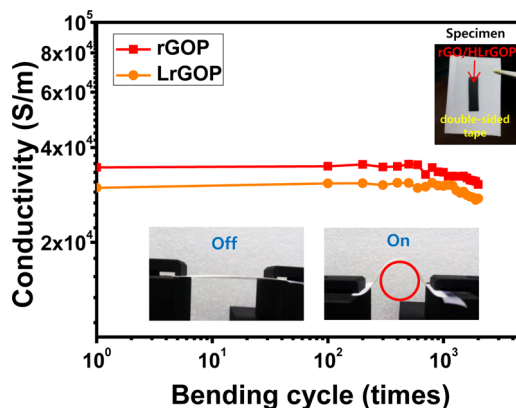 10⁵
8x10⁴
6x10⁴
4x10⁴
2x10⁴
Conductivity (S/m)
rGOP
LrGOP
Specimen
rGO/HLrGOP
double-sided
tape
Off
On
10⁰
10¹
10²
10³
Bending cycle (times)